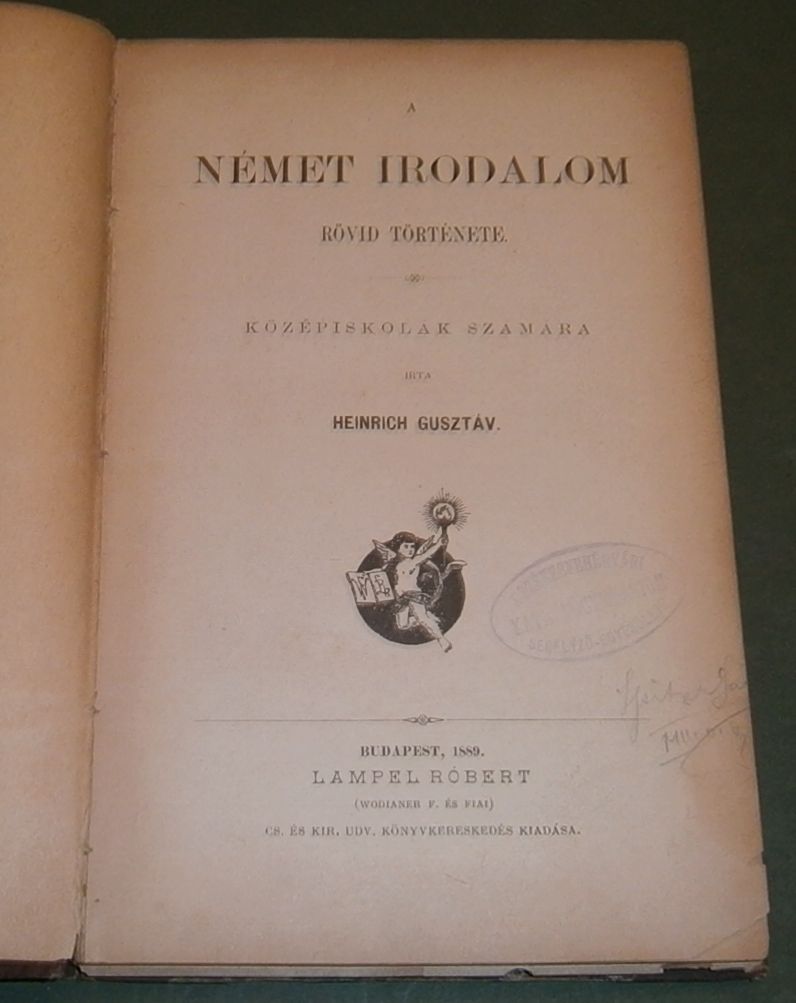 A
NÉMET IRODALOM
RÖVID TÖRTÉNETE.
KÖZÉPISKOLAK SZAMARA
IRTA
HEINRICH GUSZTÁV.
BUDAPEST, 1889.
LAMPEL RÓBERT
(WODIANER F. ÉS FIAI)
CS. ÉS KIR. UDV. KÖNYVKERESKEDÉS KIADÁSA.